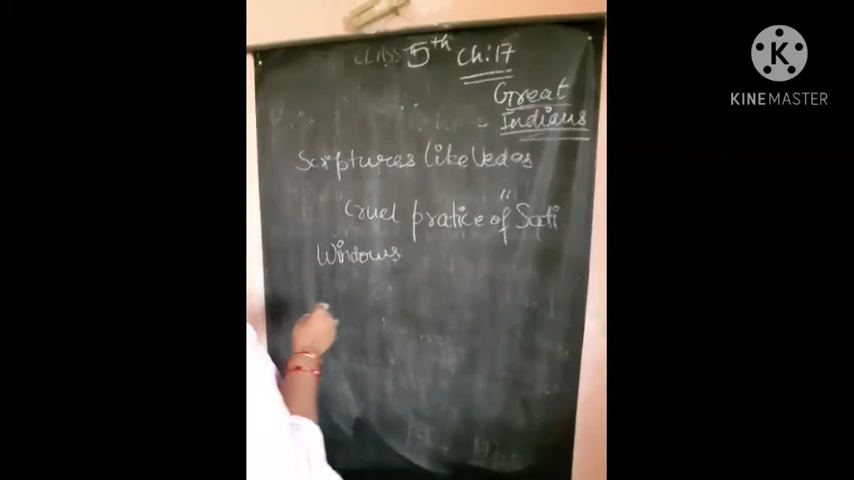 CLASS 5th Ch:17
Great
Indians
Scriptures like Vedas
Cruel pratice of "Sati
Windows
KINEMASTER